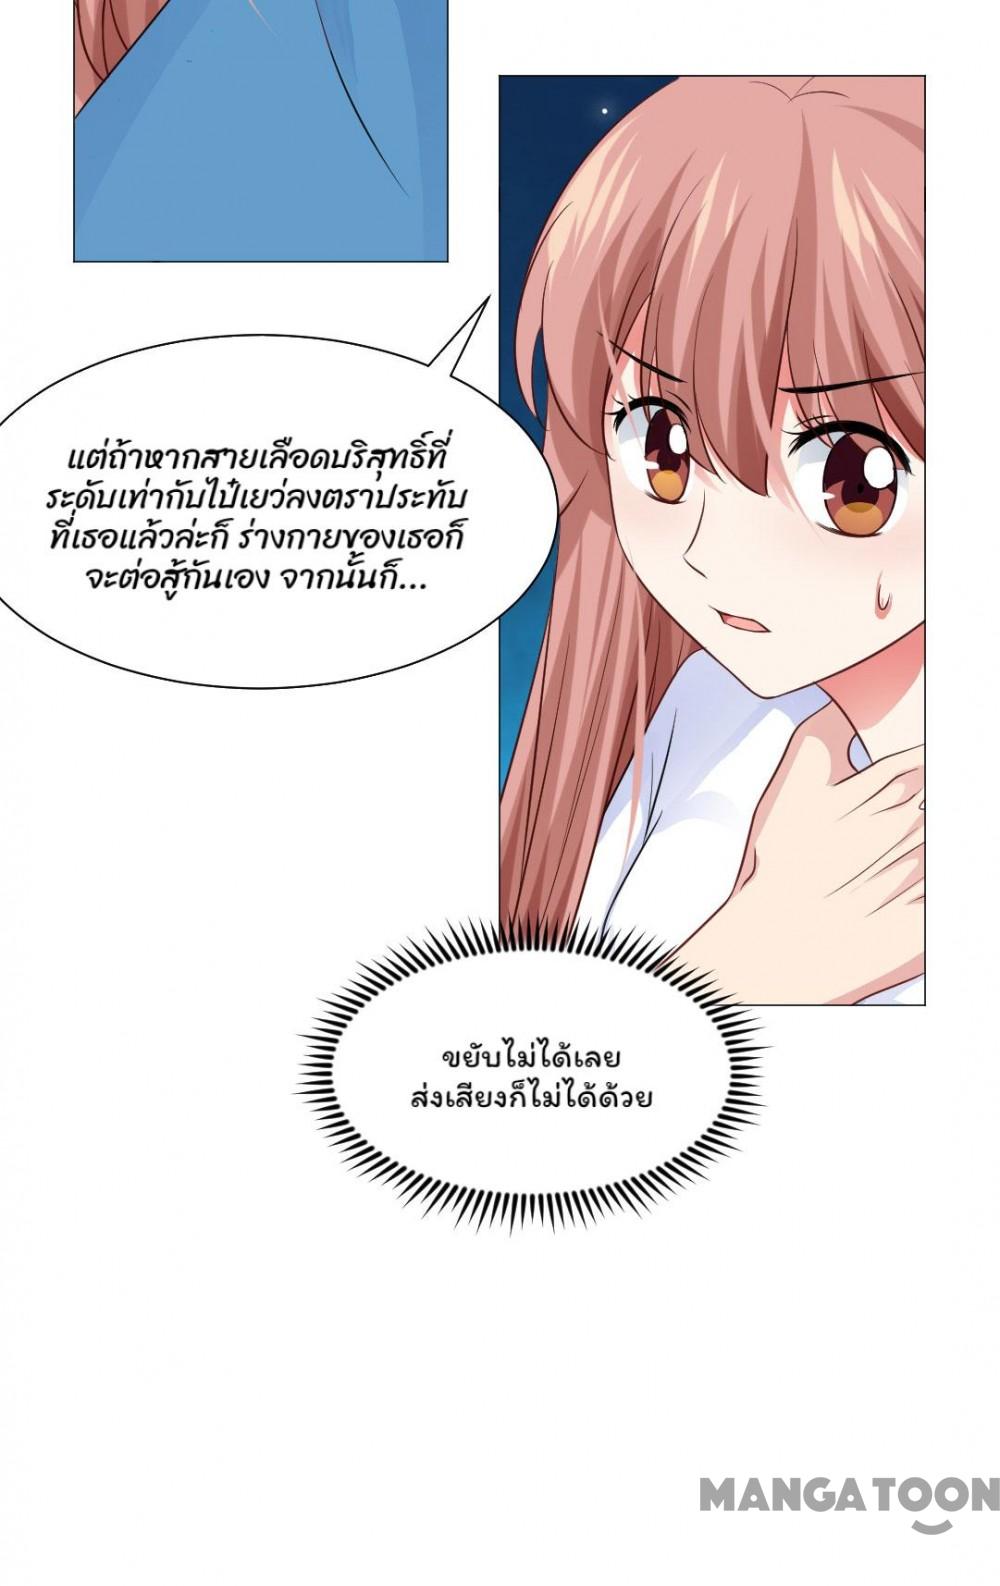 แต่ถ้าหากสายเลือดบริสุทธิ์ที่
ระดับเท่ากับไป๋เยว่ลงตราประทับ
ที่เธอแล้วล่ะก็ ร่างกายของเธอก็
จะต่อสู้กันเอง จากนั้นก็...
ขยับไม่ได้เลย
ส่งเสียงก็ไม่ได้ด้วย
MANGATOON